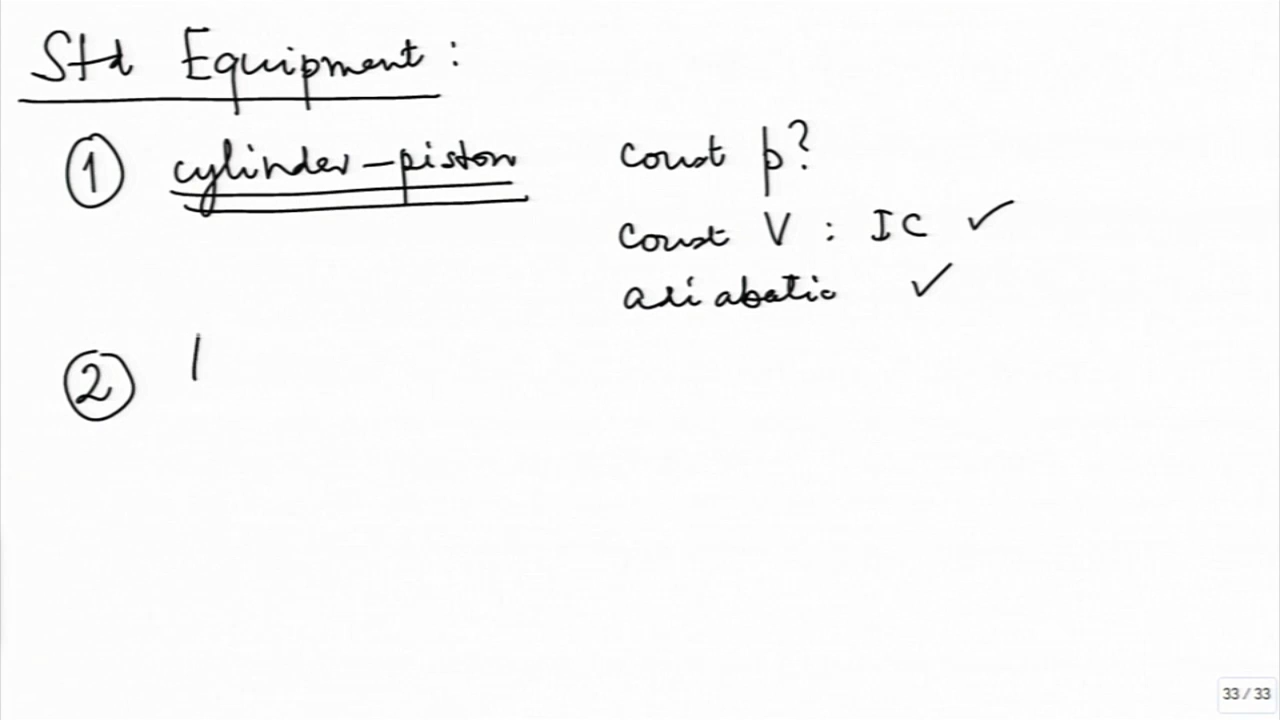 Std Equipment :
① cylinder-piston
const p?
const V : IC ✓
adiabatic ✓
②
33 / 33